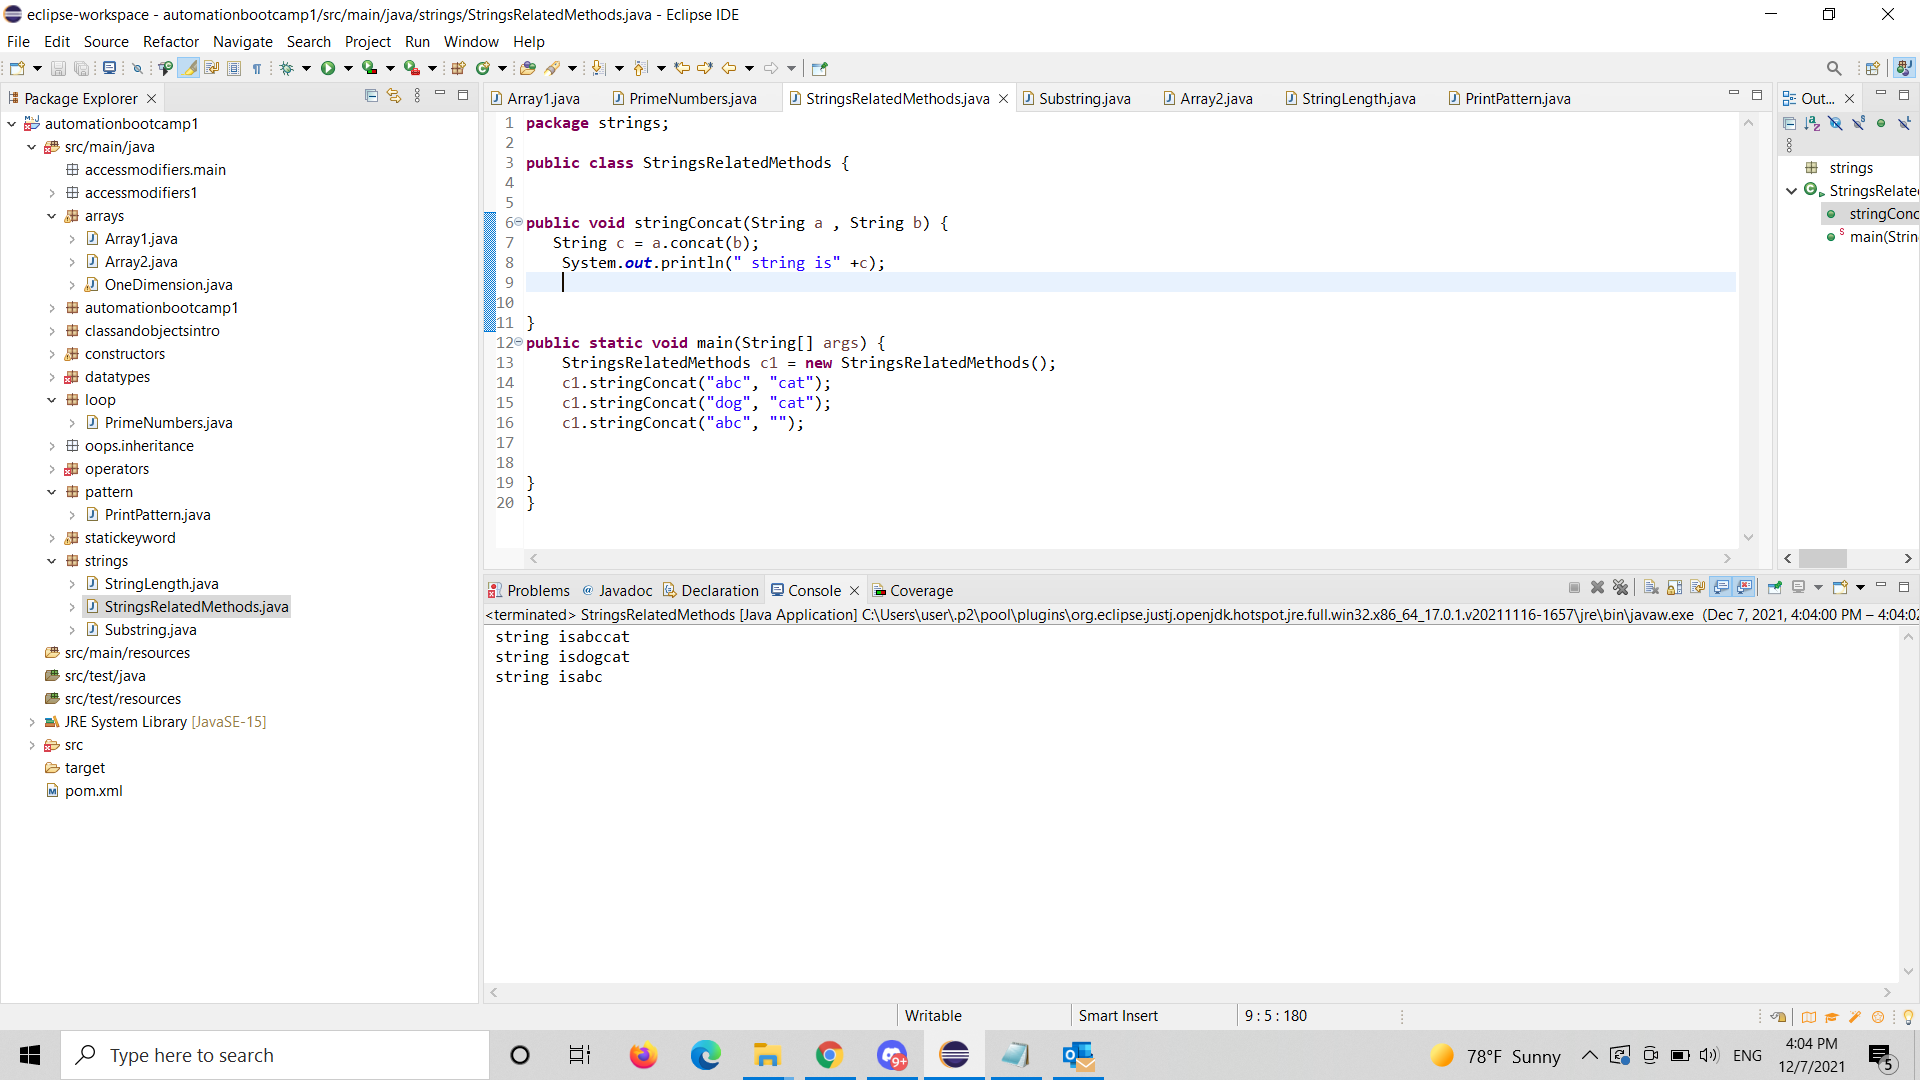 eclipse-workspace - automationbootcamp1/src/main/java/strings/StringsRelatedMethods.java - Eclipse IDE
File Edit Source Refactor Navigate Search Project Run Window Help
Package Explorer
automationbootcamp1
src/main/java
accessmodifiers.main
accessmodifiers1
arrays
Array1.java
Array2.java
OneDimension.java
automationbootcamp1
classandobjectsintro
constructors
datatypes
loop
PrimeNumbers.java
oops.inheritance
operators
pattern
PrintPattern.java
statickeyword
strings
StringLength.java
StringsRelatedMethods.java
Substring.java
src/main/resources
src/test/java
src/test/resources
JRE System Library [JavaSE-15]
src
target
pom.xml
Array1.java PrimeNumbers.java StringsRelatedMethods.java Substring.java Array2.java StringLength.java PrintPattern.java
1 package strings;
2
3 public class StringsRelatedMethods {
4
5
6 public void stringConcat(String a , String b) {
7 String c = a.concat(b);
8 System.out.println(" string is" +c);
9
10
11 }
12 public static void main(String[] args) {
13 StringsRelatedMethods c1 = new StringsRelatedMethods();
14 c1.stringConcat("abc", "cat");
15 c1.stringConcat("dog", "cat");
16 c1.stringConcat("abc", "");
17
18
19 }
20 }
Out...
strings
StringsRelate
stringConc
main(Strin
Problems Javadoc Declaration Console Coverage
<terminated> StringsRelatedMethods [Java Application] C:\Users\user\.p2\pool\plugins\org.eclipse.justj.openjdk.hotspot.jre.full.win32.x86_64_17.0.1.v20211116-1657\jre\bin\javaw.exe (Dec 7, 2021, 4:04:00 PM – 4:04:02
string isabccat
string isdogcat
string isabc
Writable Smart Insert 9 : 5 : 180
Type here to search
9+
78°F Sunny
ENG
4:04 PM
12/7/2021
5